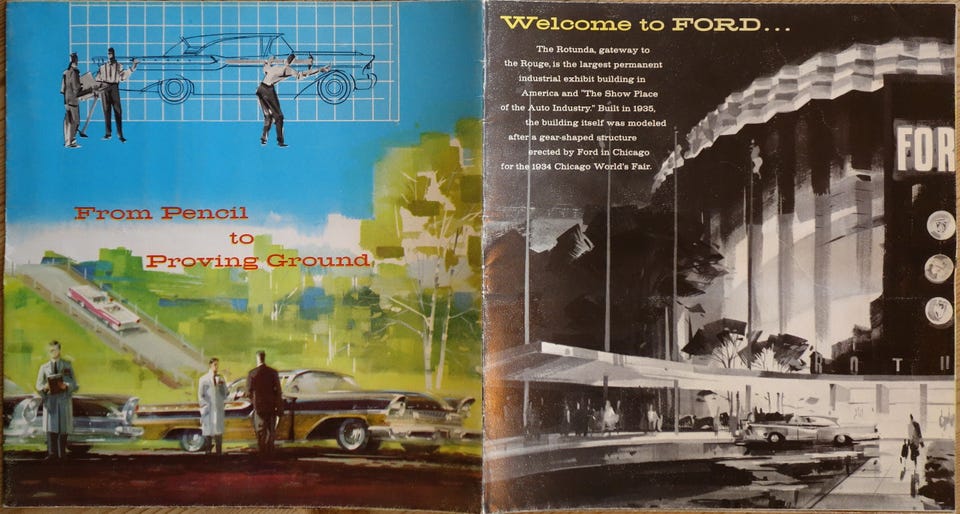 From Pencil
to
Proving Ground
Welcome to FORD...
The Rotunda, gateway to
the Rouge, is the largest permanent
industrial exhibit building in
America and "The Show Place
of the Auto Industry." Built in 1935,
the building itself was modeled
after a gear-shaped structure
erected by Ford in Chicago
for the 1934 Chicago World's Fair.
FOR